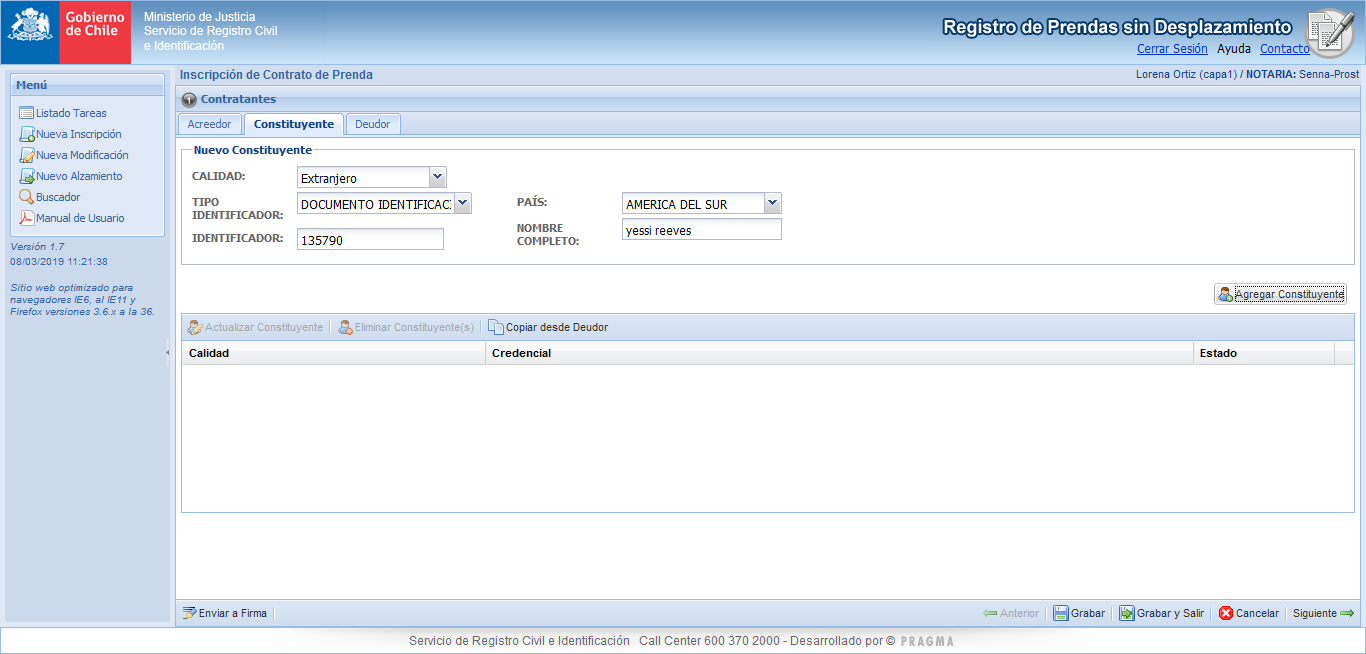 Gobierno
de Chile
Ministerio de Justicia
Servicio de Registro Civil
e Identificación
Registro de Prendas sin Desplazamiento
Cerrar Sesión Ayuda Contacto
Menú
Listado Tareas
Nueva Inscripción
Nueva Modificación
Nuevo Alzamiento
Buscador
Manual de Usuario
Versión 1.7
08/03/2019 11:21:38
Sitio web optimizado para
navegadores IE6, al IE11 y
Firefox versiones 3.6.x a la 36.
Inscripción de Contrato de Prenda
Lorena Ortiz (capa1) / NOTARIA: Senna-Prost
Contratantes
Acreedor Constituyente Deudor
Nuevo Constituyente
CALIDAD: Extranjero
TIPO
IDENTIFICADOR: DOCUMENTO IDENTIFICAC
PAÍS: AMERICA DEL SUR
IDENTIFICADOR: 135790
NOMBRE
COMPLETO: yessi reeves
Agregar Constituyente
Actualizar Constituyente Eliminar Constituyente(s) Copiar desde Deudor
Calidad Credencial Estado
Enviar a Firma Anterior Grabar Grabar y Salir Cancelar Siguiente
Servicio de Registro Civil e Identificación Call Center 600 370 2000 - Desarrollado por © PRAGMA